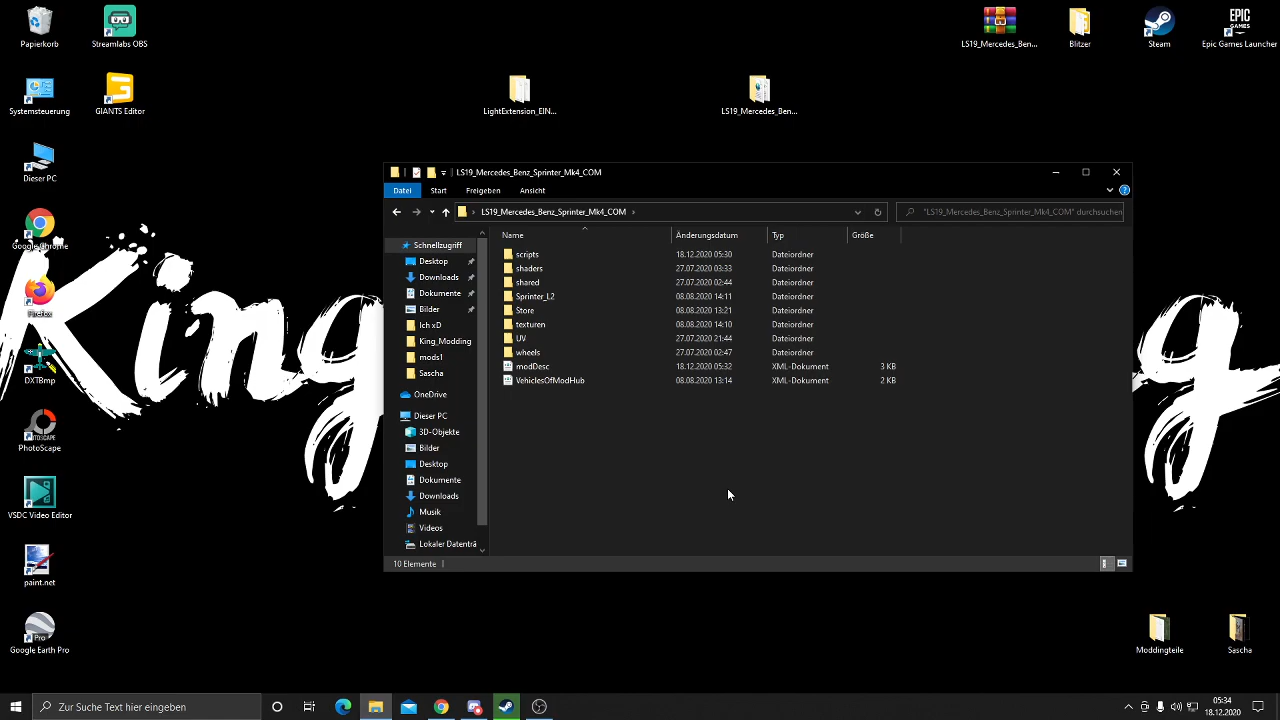 Papierkorb
Streamlabs OBS
LS19_Mercedes_Ben...
Blitzer
Steam
EPIC
GAMES
Epic Games Launcher
Systemsteuerung
GIANTS Editor
LightExtension_EIN...
LS19_Mercedes_Ben...
Dieser PC
Google Chrome
Firefox
DXTBmp
PHOTOSCAPE
PhotoScape
VSDC Video Editor
paint.net
Pro
Google Earth Pro
King
g
LS19_Mercedes_Benz_Sprinter_Mk4_COM
Datei Start Freigeben Ansicht
LS19_Mercedes_Benz_Sprinter_Mk4_COM
"LS19_Mercedes_Benz_Sprinter_Mk4_COM" durchsuchen
Name Änderungsdatum Typ Größe
Schnellzugriff
Desktop
Downloads
Dokumente
Bilder
Ich xD
King_Modding
mods1
Sascha
OneDrive
Dieser PC
3D-Objekte
Bilder
Desktop
Dokumente
Downloads
Musik
Videos
Lokaler Datenträ
scripts 18.12.2020 05:30 Dateiordner
shaders 27.07.2020 03:33 Dateiordner
shared 27.07.2020 02:44 Dateiordner
Sprinter_L2 08.08.2020 14:11 Dateiordner
Store 08.08.2020 13:21 Dateiordner
texturen 08.08.2020 14:10 Dateiordner
UV 27.07.2020 21:44 Dateiordner
wheels 27.07.2020 02:47 Dateiordner
modDesc 18.12.2020 05:32 XML-Dokument 3 KB
VehiclesOfModHub 08.08.2020 13:14 XML-Dokument 2 KB
10 Elemente
Moddingteile
Sascha
Zur Suche Text hier eingeben
05:34
18.12.2020